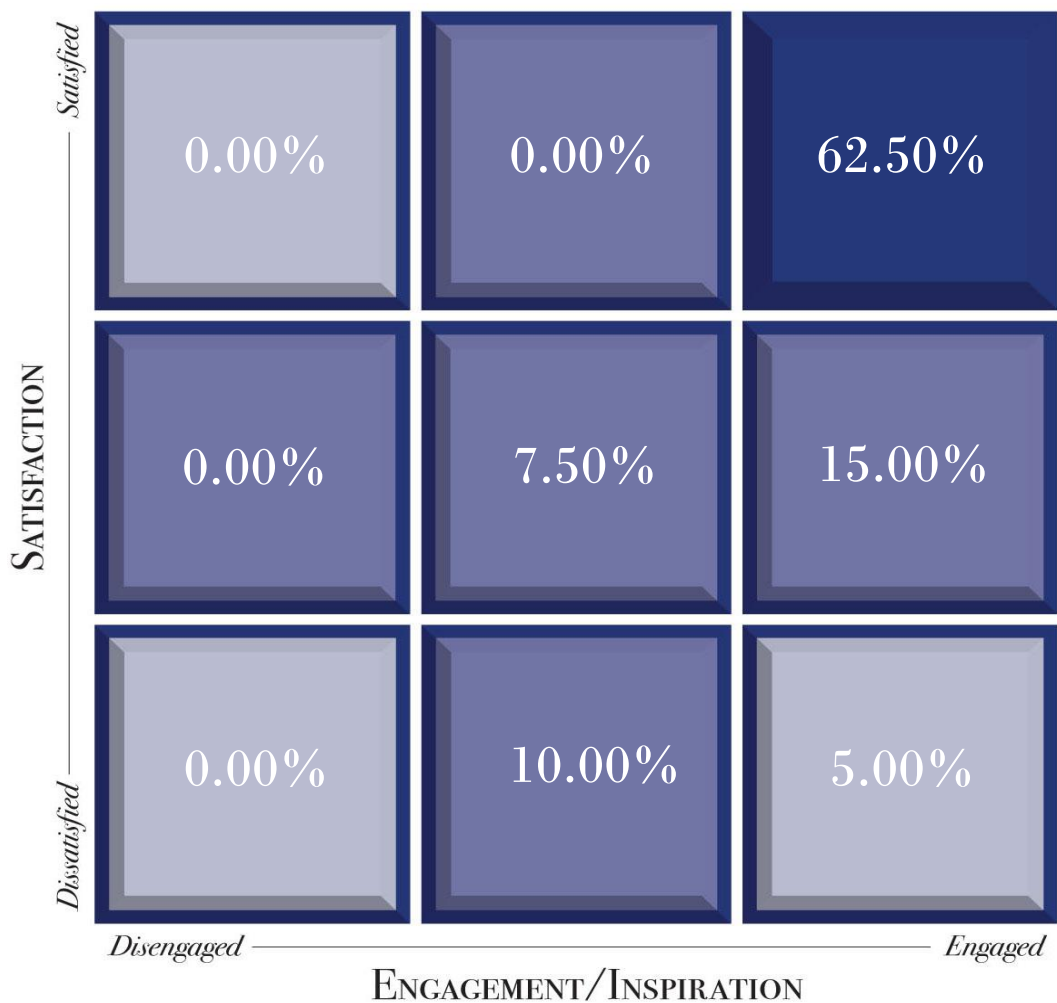 Satisfied
0.00%
0.00%
62.50%
SATISFACTION
0.00%
7.50%
15.00%
Dissatisfied
0.00%
10.00%
5.00%
Disengaged
Engaged
ENGAGEMENT/INSPIRATION